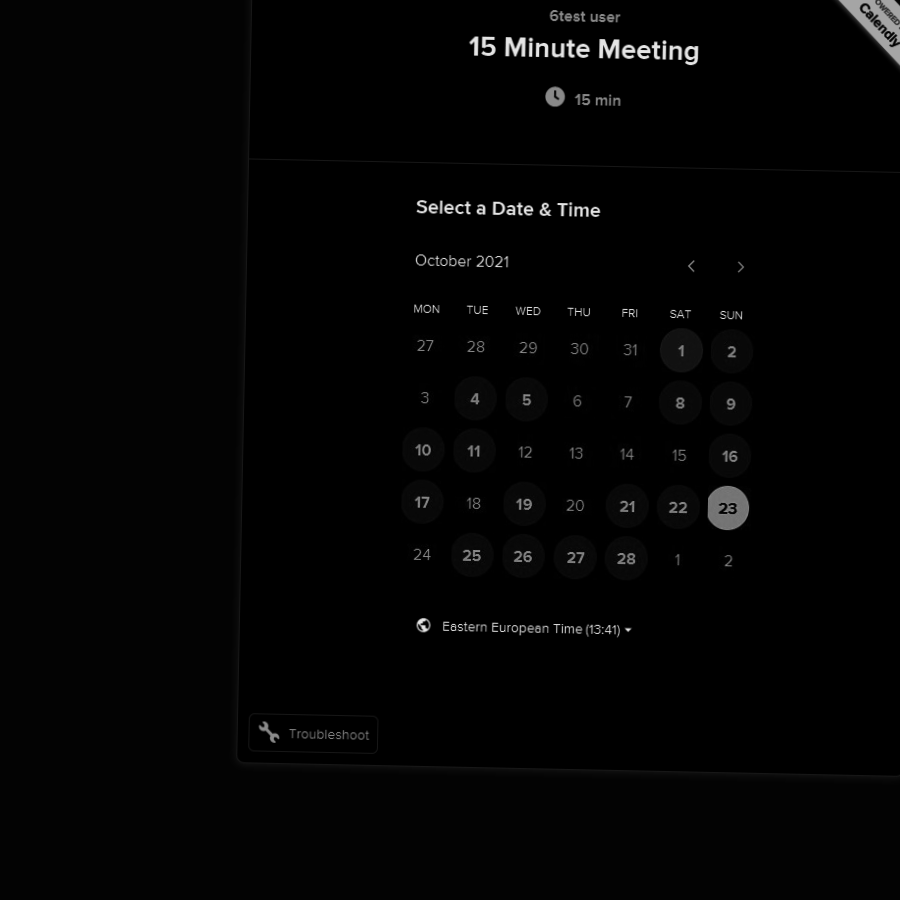 6test user
15 Minute Meeting
15 min
Calendly
Select a Date & Time
October 2021
MON TUE WED THU FRI SAT SUN
27 28 29 30 31 1 2
3 4 5 6 7 8 9
10 11 12 13 14 15 16
17 18 19 20 21 22 23
24 25 26 27 28 1 2
Eastern European Time (13:41)
Troubleshoot